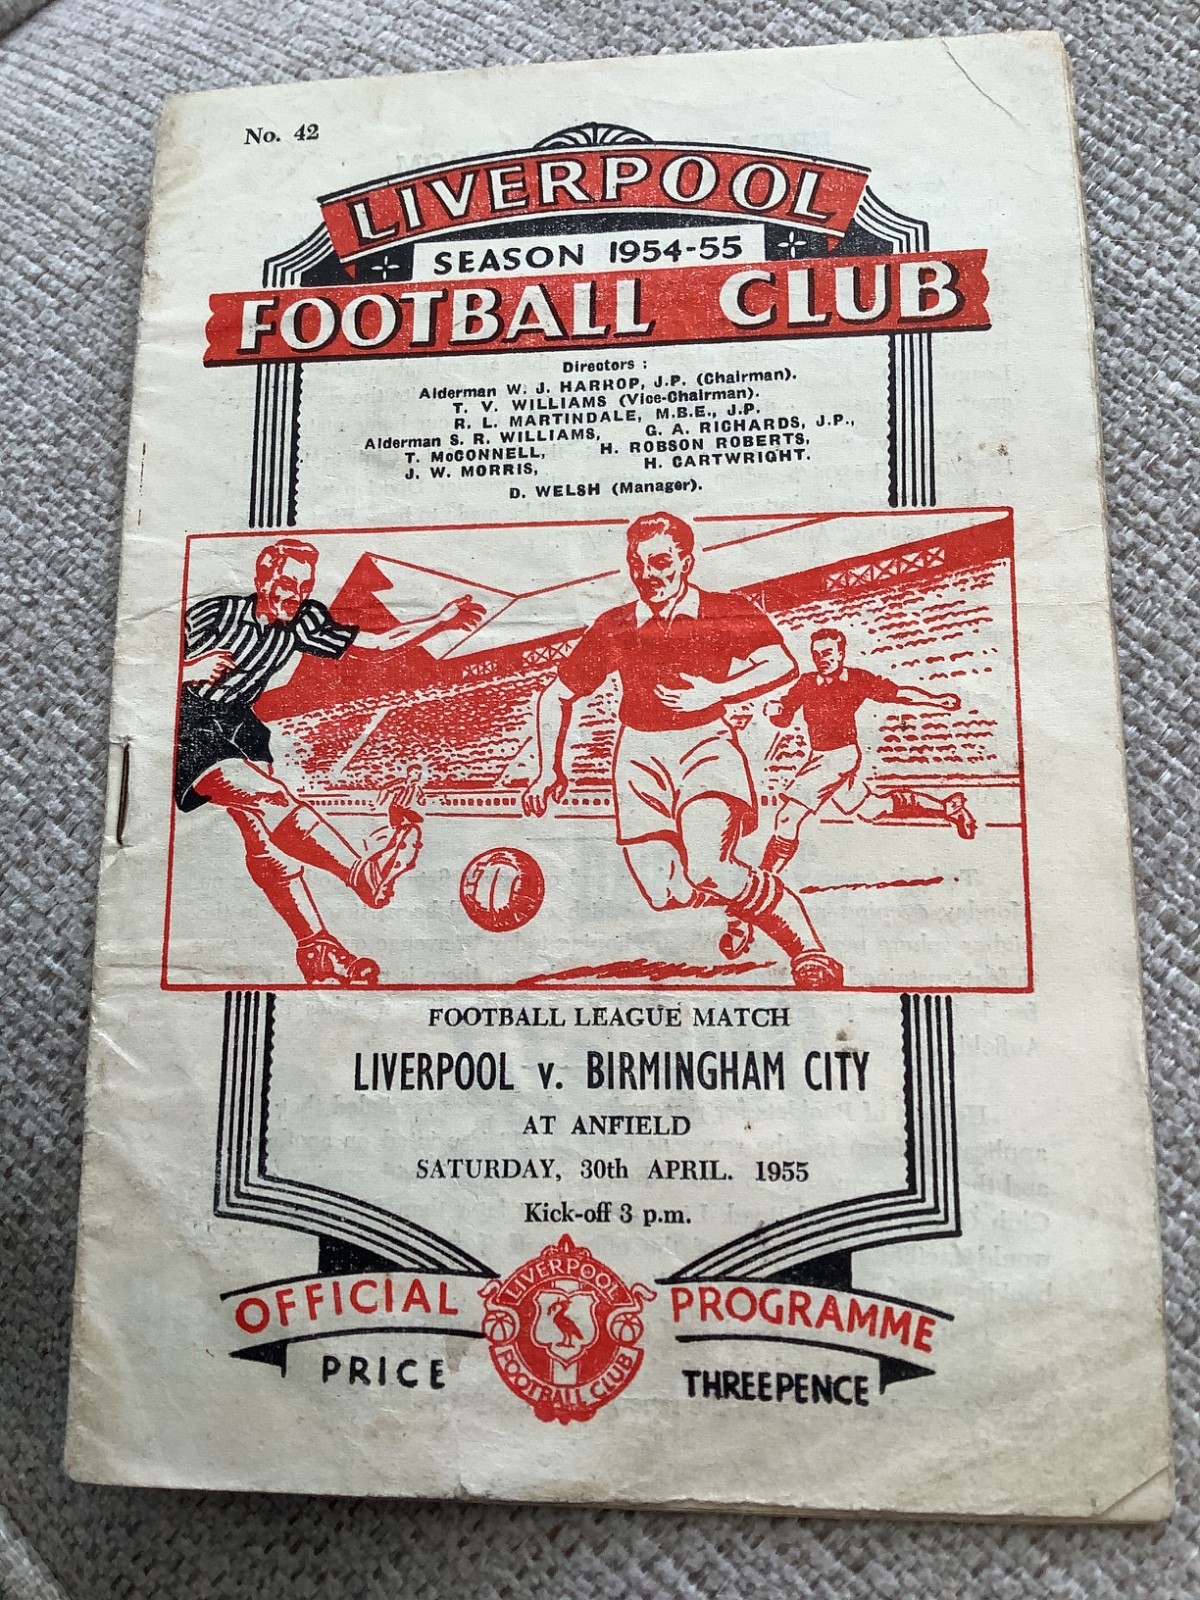 No. 42
LIVERPOOL
SEASON 1954-55
FOOTBALL CLUB
Directors :
Alderman W. J. HARROP, J.P. (Chairman).
T. V. WILLIAMS (Vice-Chairman).
R. L. MARTINDALE, M.B.E., J.P.
Alderman S. R. WILLIAMS, G. A. RICHARDS, J.P.,
T. McCONNELL, H. ROBSON ROBERTS,
J. W. MORRIS, H. CARTWRIGHT.
D. WELSH (Manager).
FOOTBALL LEAGUE MATCH
LIVERPOOL v. BIRMINGHAM CITY
AT ANFIELD
SATURDAY, 30th APRIL. 1955
Kick-off 3 p.m.
OFFICIAL PROGRAMME
LIVERPOOL
FOOTBALL CLUB
PRICE THREEPENCE